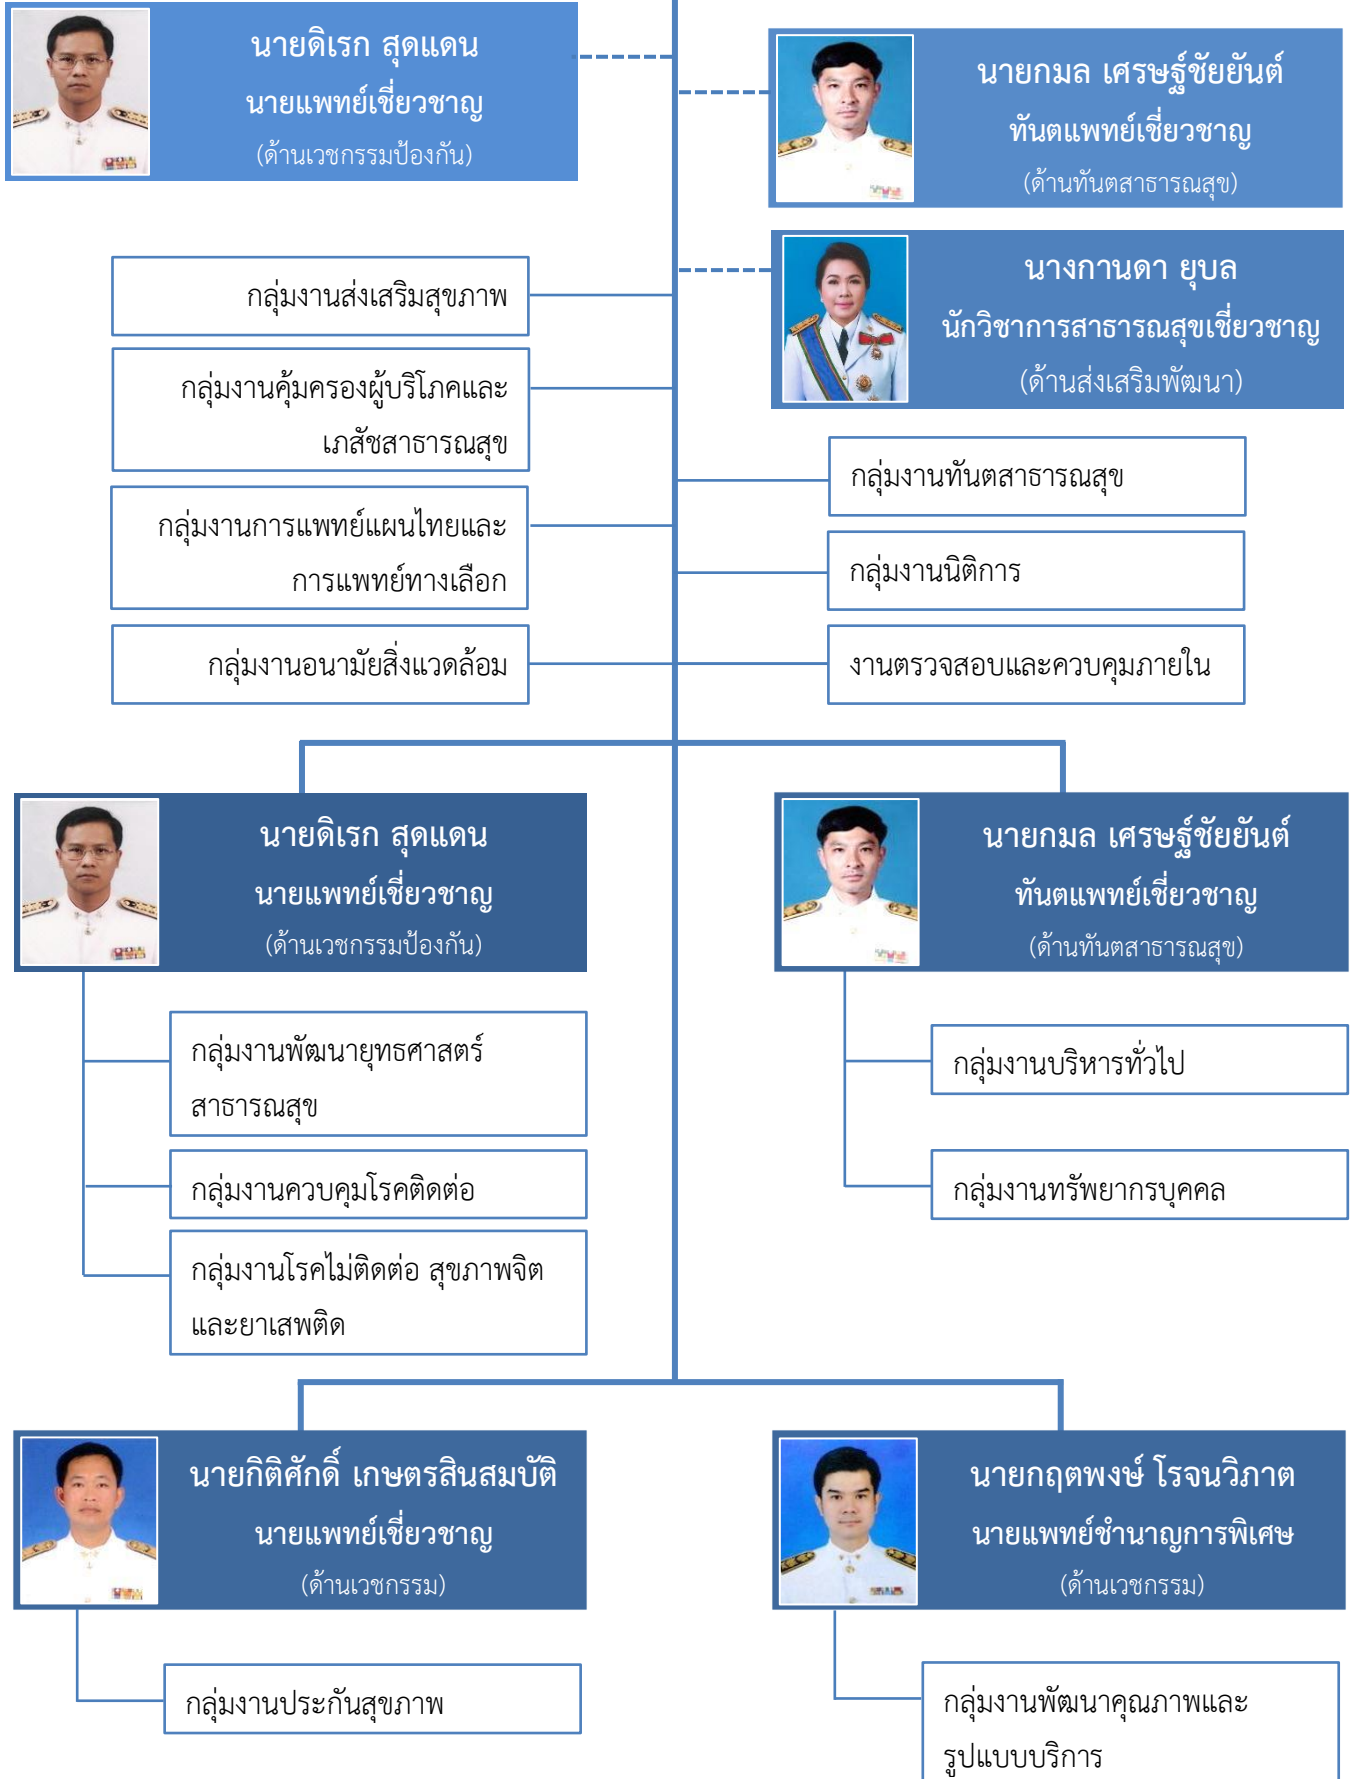 นายดิเรก สุดแดน
นายแพทย์เชี่ยวชาญ
(ด้านเวชกรรมป้องกัน)
นายกมล เศรษฐ์ชัยยันต์
ทันตแพทย์เชี่ยวชาญ
(ด้านทันตสาธารณสุข)
นางกานดา ยุบล
นักวิชาการสาธารณสุขเชี่ยวชาญ
(ด้านส่งเสริมพัฒนา)
กลุ่มงานส่งเสริมสุขภาพ
กลุ่มงานคุ้มครองผู้บริโภคและ
เภสัชสาธารณสุข
กลุ่มงานการแพทย์แผนไทยและ
การแพทย์ทางเลือก
กลุ่มงานอนามัยสิ่งแวดล้อม
กลุ่มงานทันตสาธารณสุข
กลุ่มงานนิติการ
งานตรวจสอบและควบคุมภายใน
นายดิเรก สุดแดน
นายแพทย์เชี่ยวชาญ
(ด้านเวชกรรมป้องกัน)
กลุ่มงานพัฒนายุทธศาสตร์
สาธารณสุข
กลุ่มงานควบคุมโรคติดต่อ
กลุ่มงานโรคไม่ติดต่อ สุขภาพจิต
และยาเสพติด
นายกมล เศรษฐ์ชัยยันต์
ทันตแพทย์เชี่ยวชาญ
(ด้านทันตสาธารณสุข)
กลุ่มงานบริหารทั่วไป
กลุ่มงานทรัพยากรบุคคล
นายกิติศักดิ์ เกษตรสินสมบัติ
นายแพทย์เชี่ยวชาญ
(ด้านเวชกรรม)
กลุ่มงานประกันสุขภาพ
นายกฤตพงษ์ โรจนวิภาต
นายแพทย์ชำนาญการพิเศษ
(ด้านเวชกรรม)
กลุ่มงานพัฒนาคุณภาพและ
รูปแบบบริการ